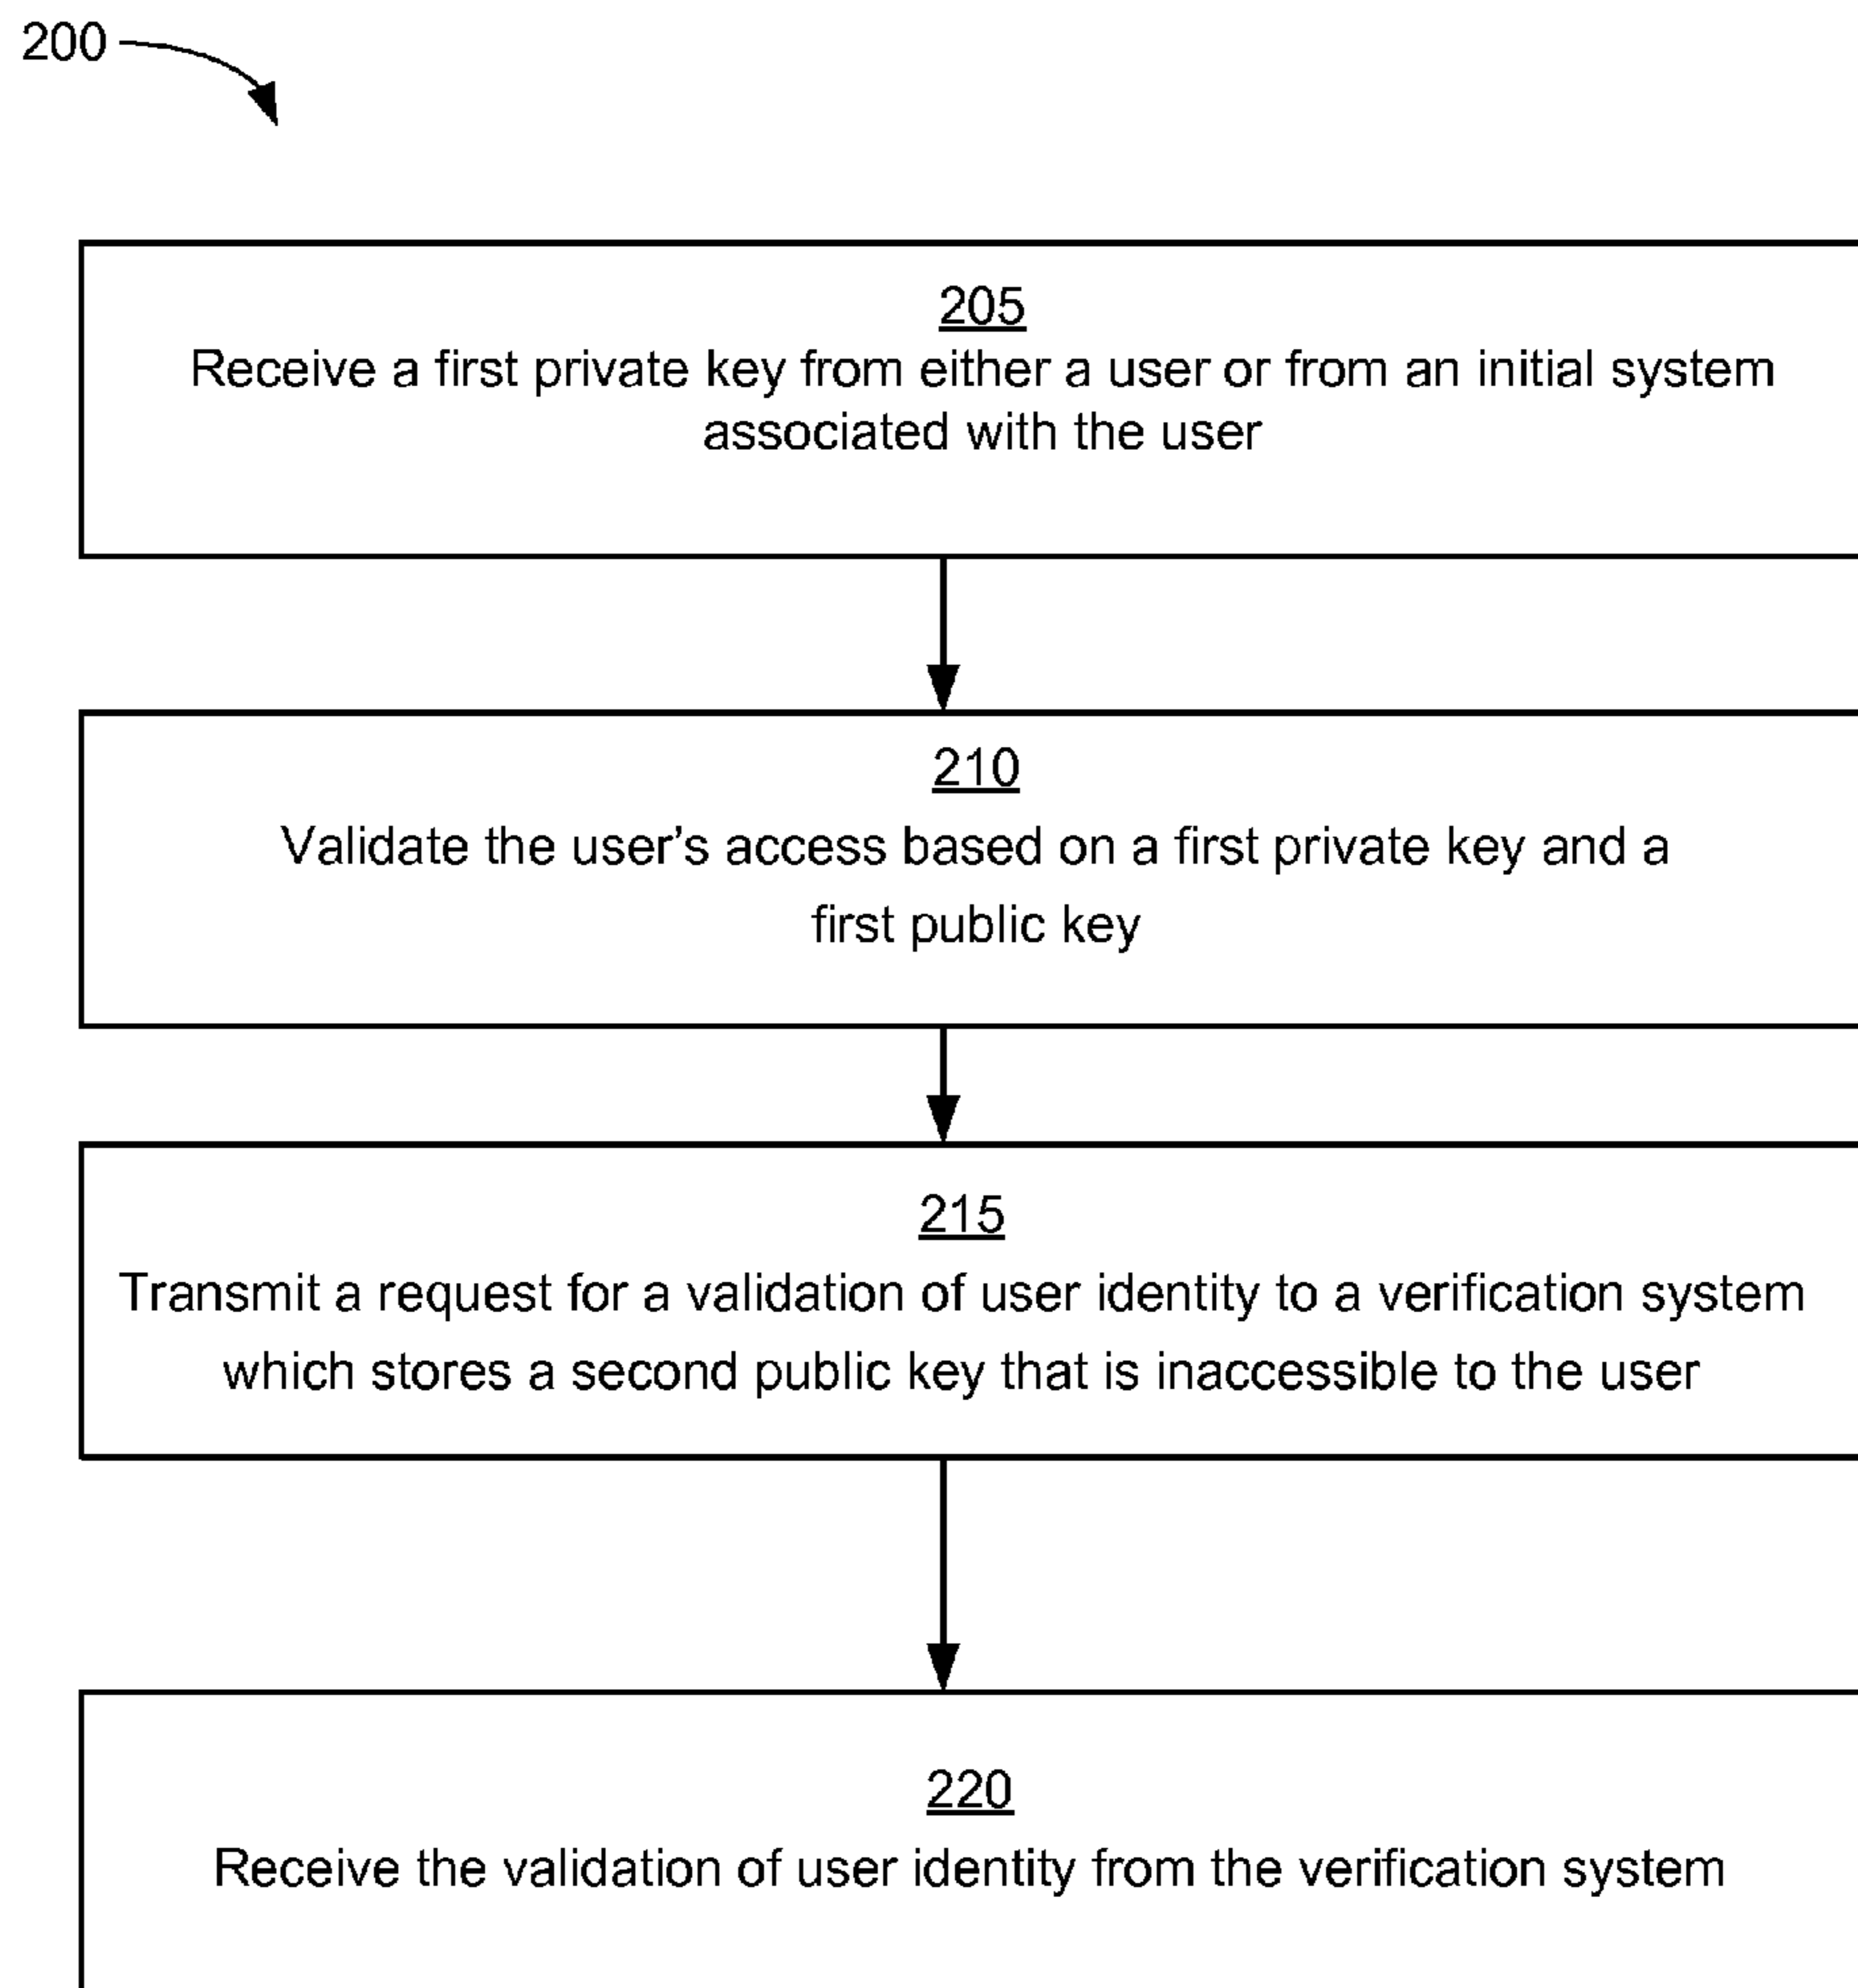 200
205
Receive a first private key from either a user or from an initial system
associated with the user
210
Validate the user’s access based on a first private key and a
first public key
215
Transmit a request for a validation of user identity to a verification system
which stores a second public key that is inaccessible to the user
220
Receive the validation of user identity from the verification system